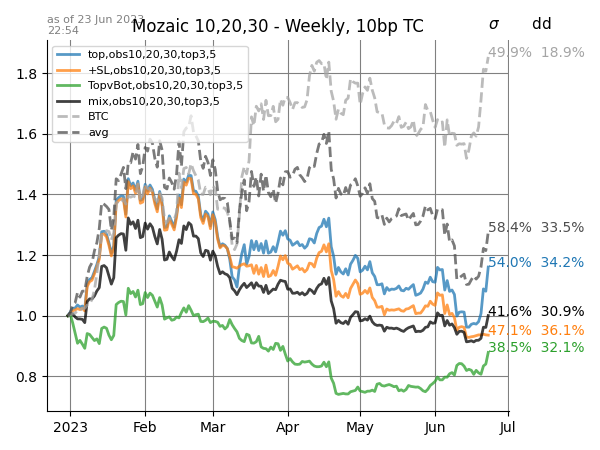 as of 23 Jun 2023
22:54
Mozaic 10,20,30 - Weekly, 10bp TC
σ dd
top,obs10,20,30,top3,5
+SL,obs10,20,30,top3,5
TopvBot,obs10,20,30,top3,5
mix,obs10,20,30,top3,5
BTC
avg
1.8
1.6
1.4
1.2
1.0
0.8
49.9% 18.9%
58.4% 33.5%
54.0% 34.2%
41.6% 30.9%
47.1% 36.1%
38.5% 32.1%
2023 Feb Mar Apr May Jun Jul